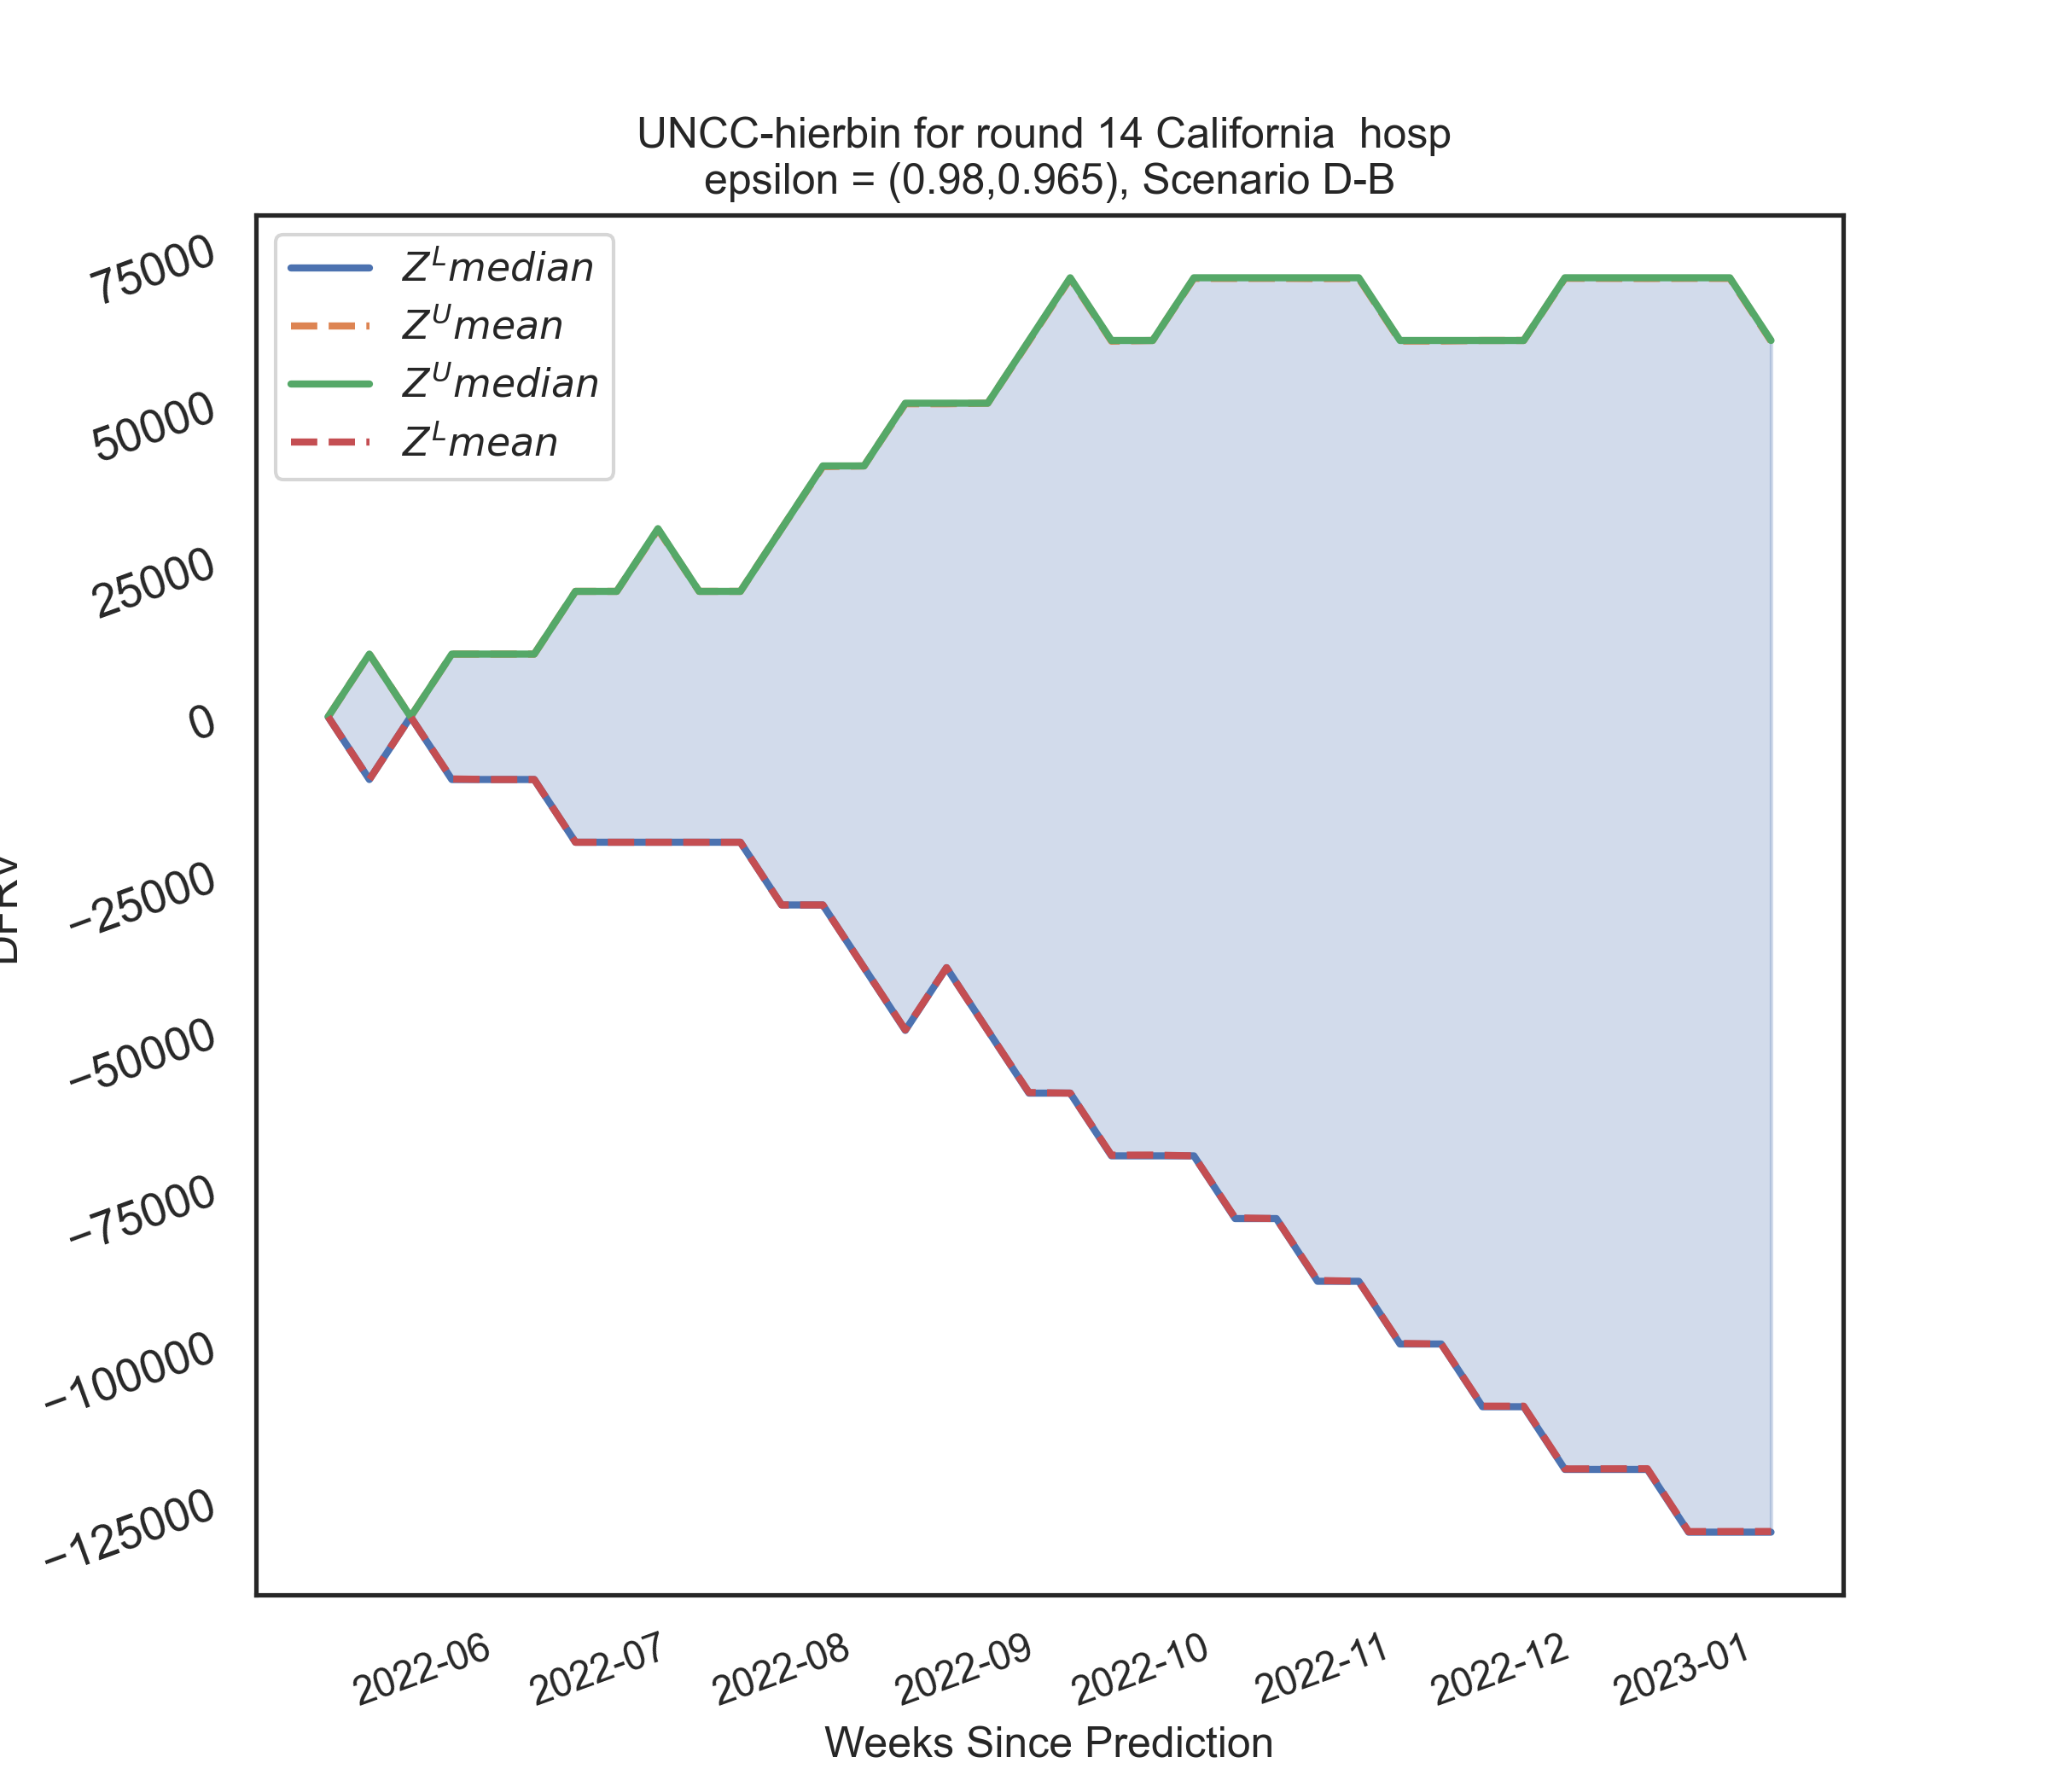 UNCC-hierbin for round 14 California  hosp
epsilon = (0.98,0.965), Scenario D-B
Z^L median
Z^U mean
Z^U median
Z^L mean
75000
50000
25000
0
−25000
−50000
−75000
−100000
−125000
2022-06
2022-07
2022-08
2022-09
2022-10
2022-11
2022-12
2023-01
Weeks Since Prediction